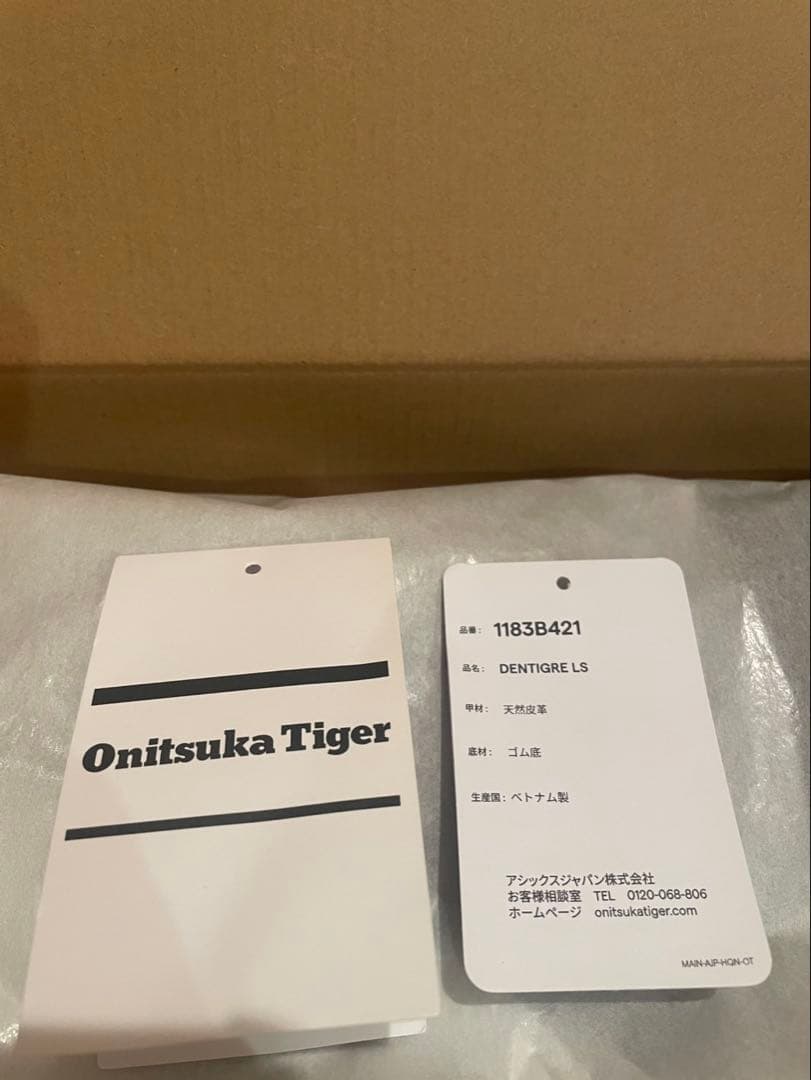 Onitsuka Tiger
品番: 1183B421
品名: DENTIGRE LS
甲材: 天然皮革
底材: ゴム底
生産国: ベトナム製
アシックスジャパン株式会社
お客様相談室 TEL 0120-068-806
ホームページ onitsukatiger.com
MAIN-AJP-HQN-OT